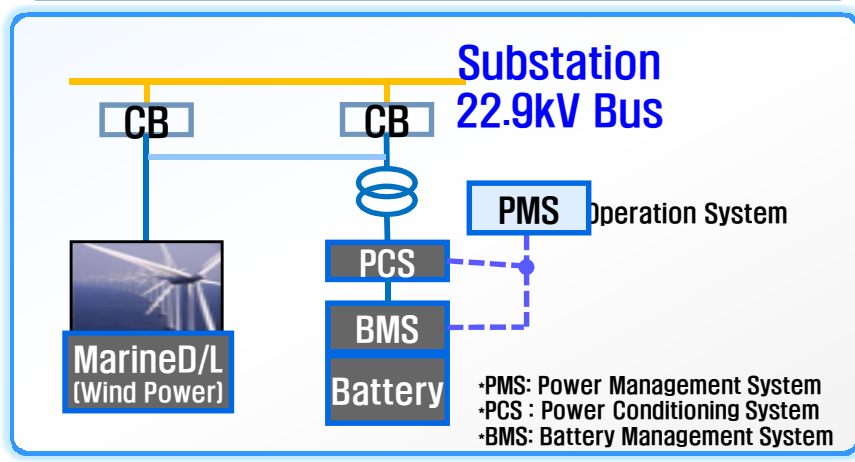 Substation
22.9kV Bus
CB
CB
PMS
Operation System
PCS
BMS
MarineD/L
(Wind Power)
Battery
*PMS: Power Management System
*PCS : Power Conditioning System
*BMS: Battery Management System